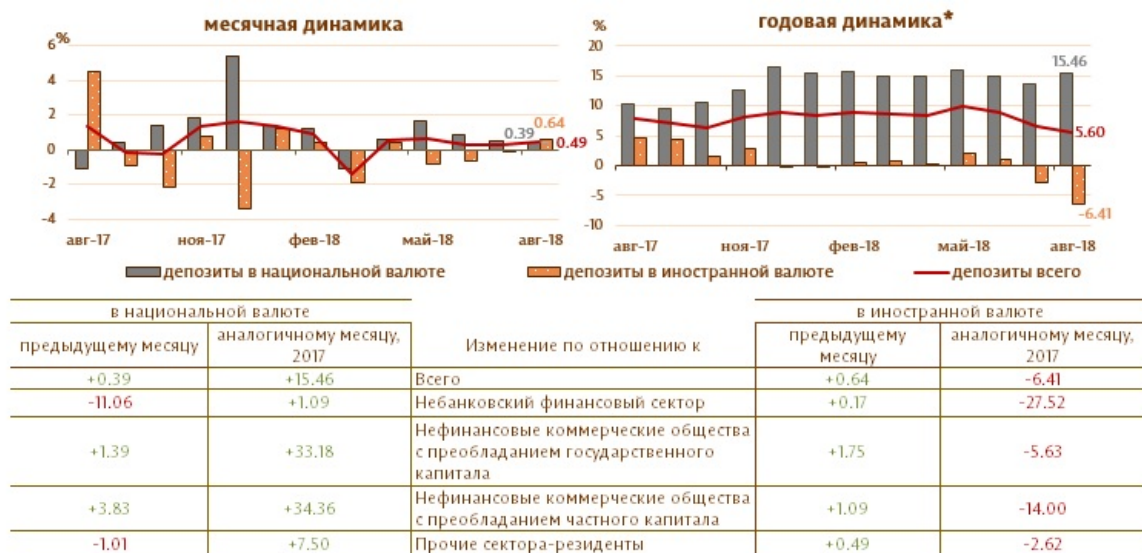 месячная динамика
%
6
4
2
0
-2
-4
0.39
0.64
0.49
авг-17
ноя-17
фев-18
май-18
авг-18
годовая динамика*
%
20
15
10
5
0
-5
-10
15.46
5.60
-6.41
авг-17
ноя-17
фев-18
май-18
авг-18
депозиты в национальной валюте
депозиты в иностранной валюте
депозиты всего
в национальной валюте
в иностранной валюте
предыдущему месяцу
аналогичному месяцу,
2017
Изменение по отношению к
предыдущему
месяцу
аналогичному месяцу,
2017
+0.39 +15.46 Всего +0.64 -6.41
-11.06 +1.09 Небанковский финансовый сектор +0.17 -27.52
Нефинансовые коммерческие общества
+1.39 +33.18 с преобладанием государственного +1.75 -5.63
капитала
+3.83 +34.36 Нефинансовые коммерческие общества +1.09 -14.00
с преобладанием частного капитала
-1.01 +7.50 Прочие сектора-резиденты +0.49 -2.62